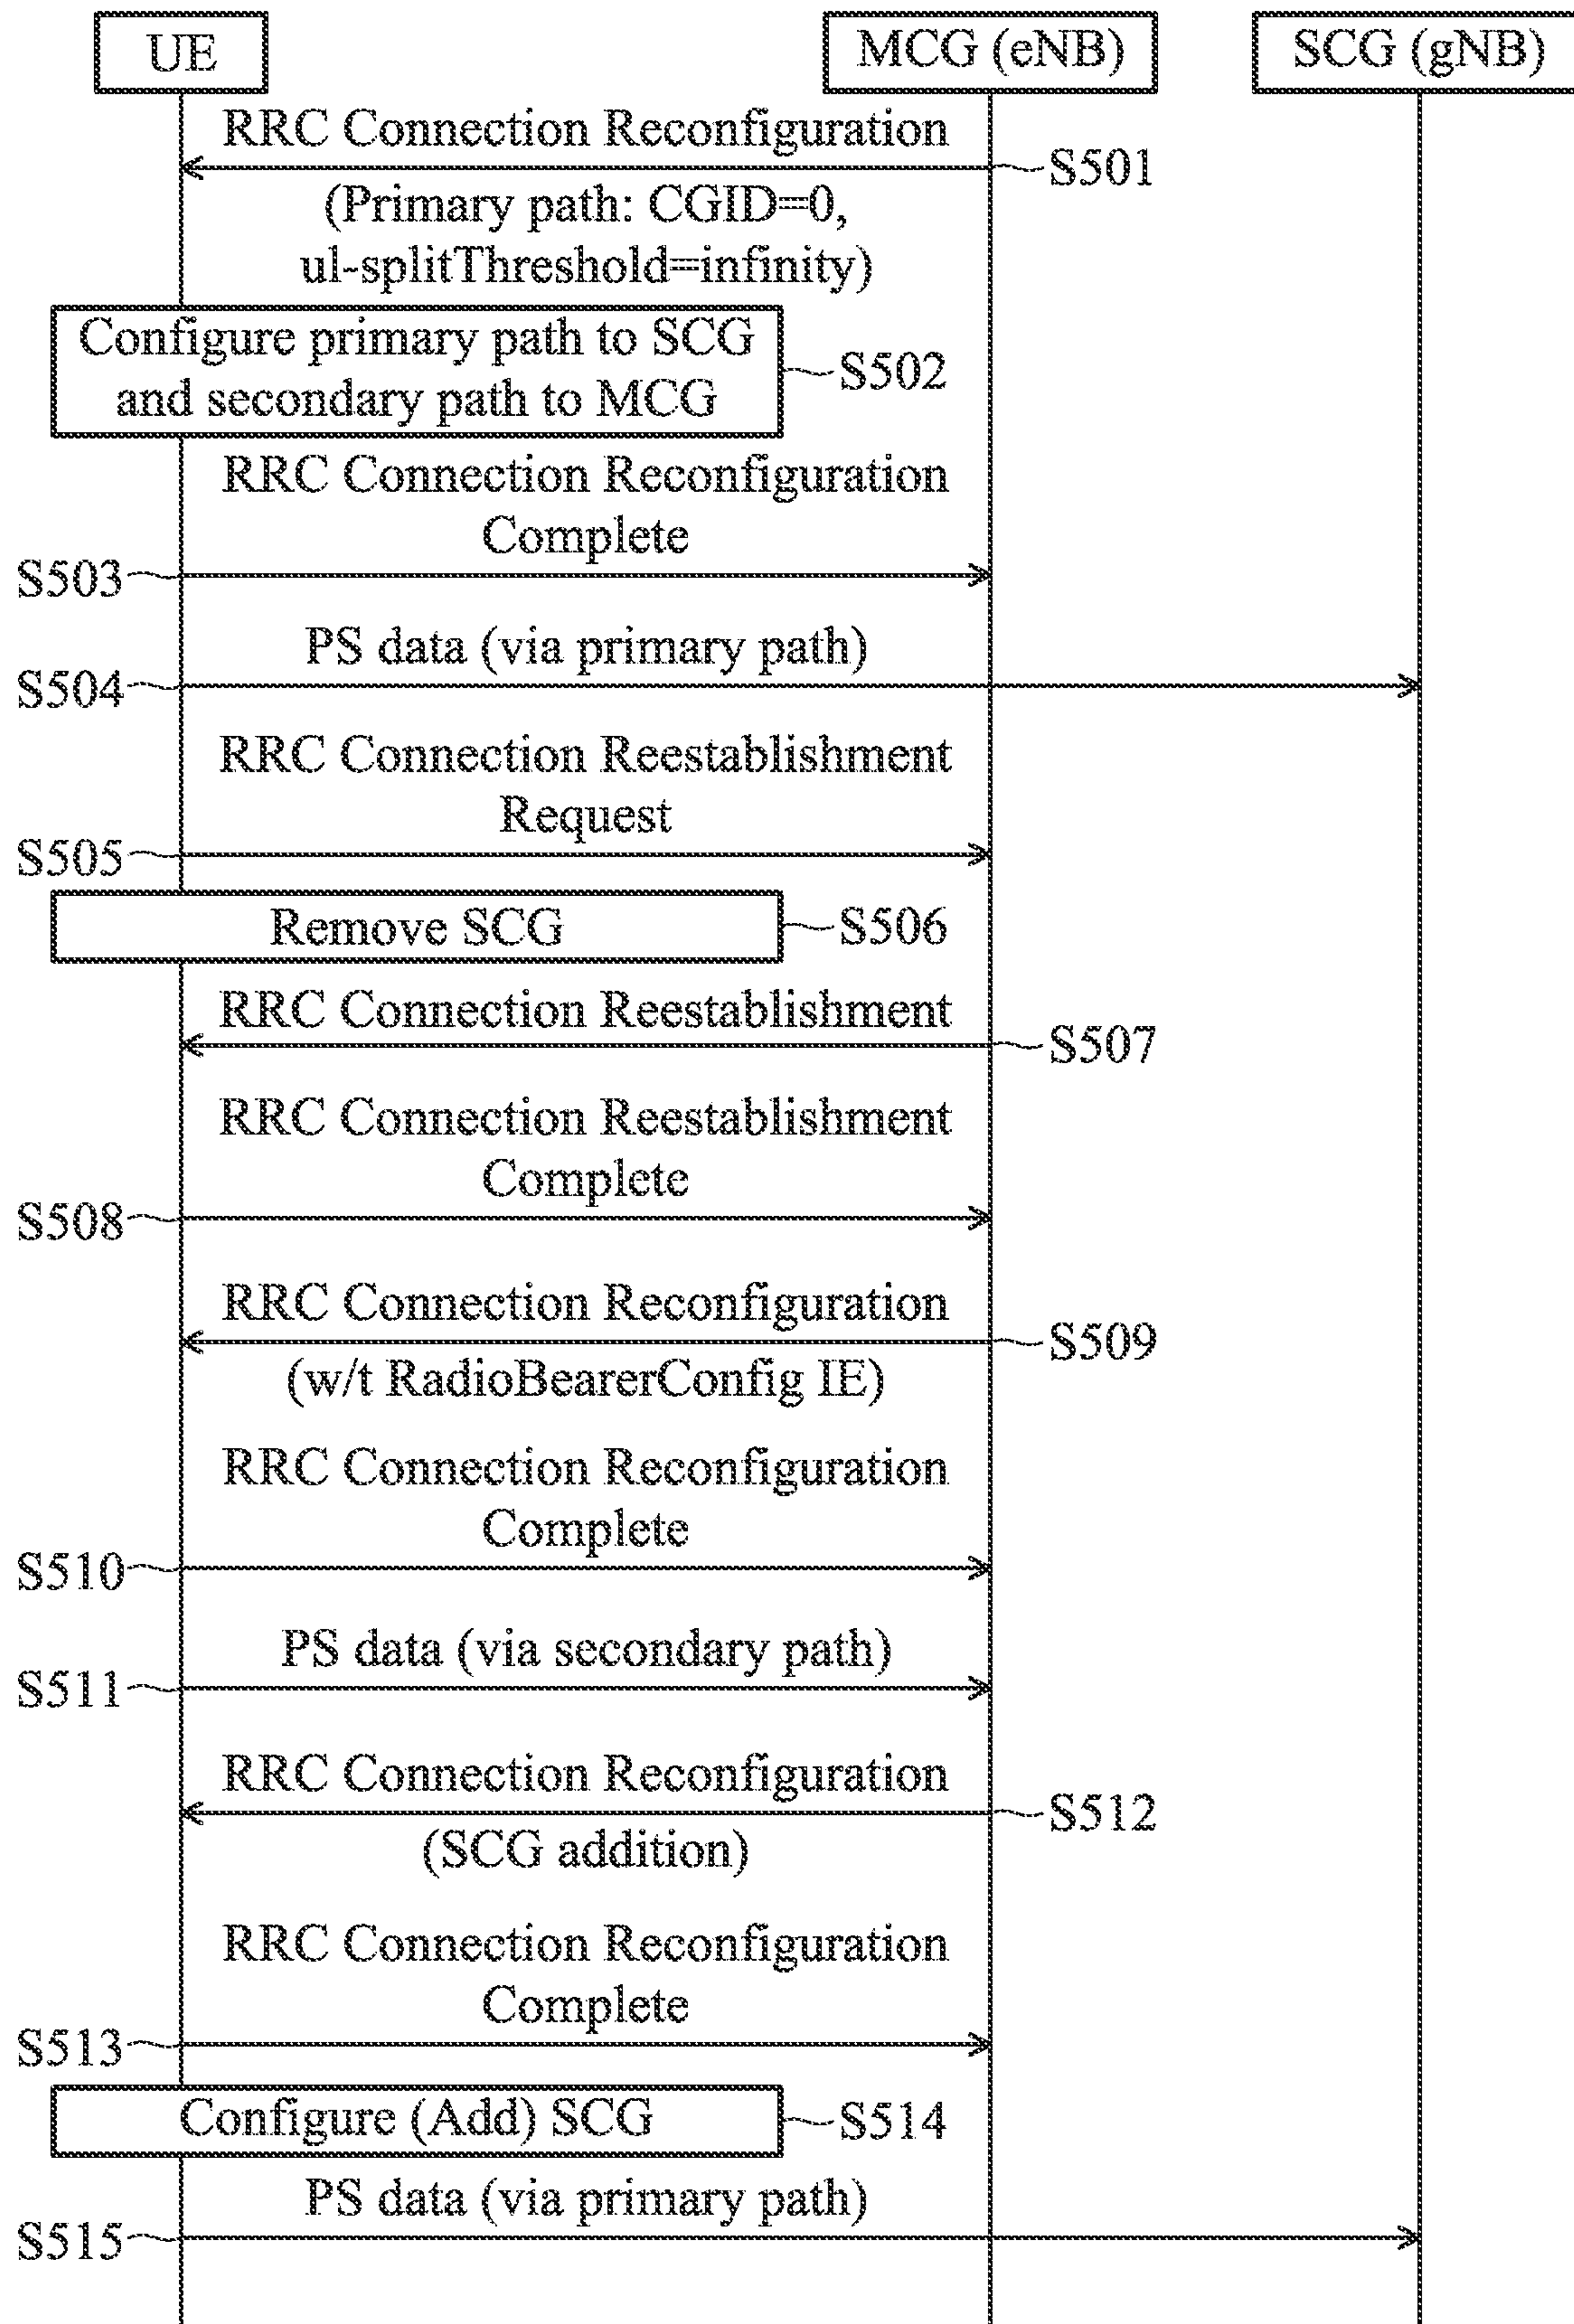 UE
MCG (eNB)
SCG (gNB)
RRC Connection Reconfiguration
S501
(Primary path: CGID=0,
ul-splitThreshold=infinity)
Configure primary path to SCG
and secondary path to MCG
S502
RRC Connection Reconfiguration
Complete
S503
PS data (via primary path)
S504
RRC Connection Reestablishment
Request
S505
Remove SCG
S506
RRC Connection Reestablishment
S507
RRC Connection Reestablishment
Complete
S508
RRC Connection Reconfiguration
S509
(w/t RadioBearerConfig IE)
RRC Connection Reconfiguration
Complete
S510
PS data (via secondary path)
S511
RRC Connection Reconfiguration
S512
(SCG addition)
RRC Connection Reconfiguration
Complete
S513
Configure (Add) SCG
S514
PS data (via primary path)
S515